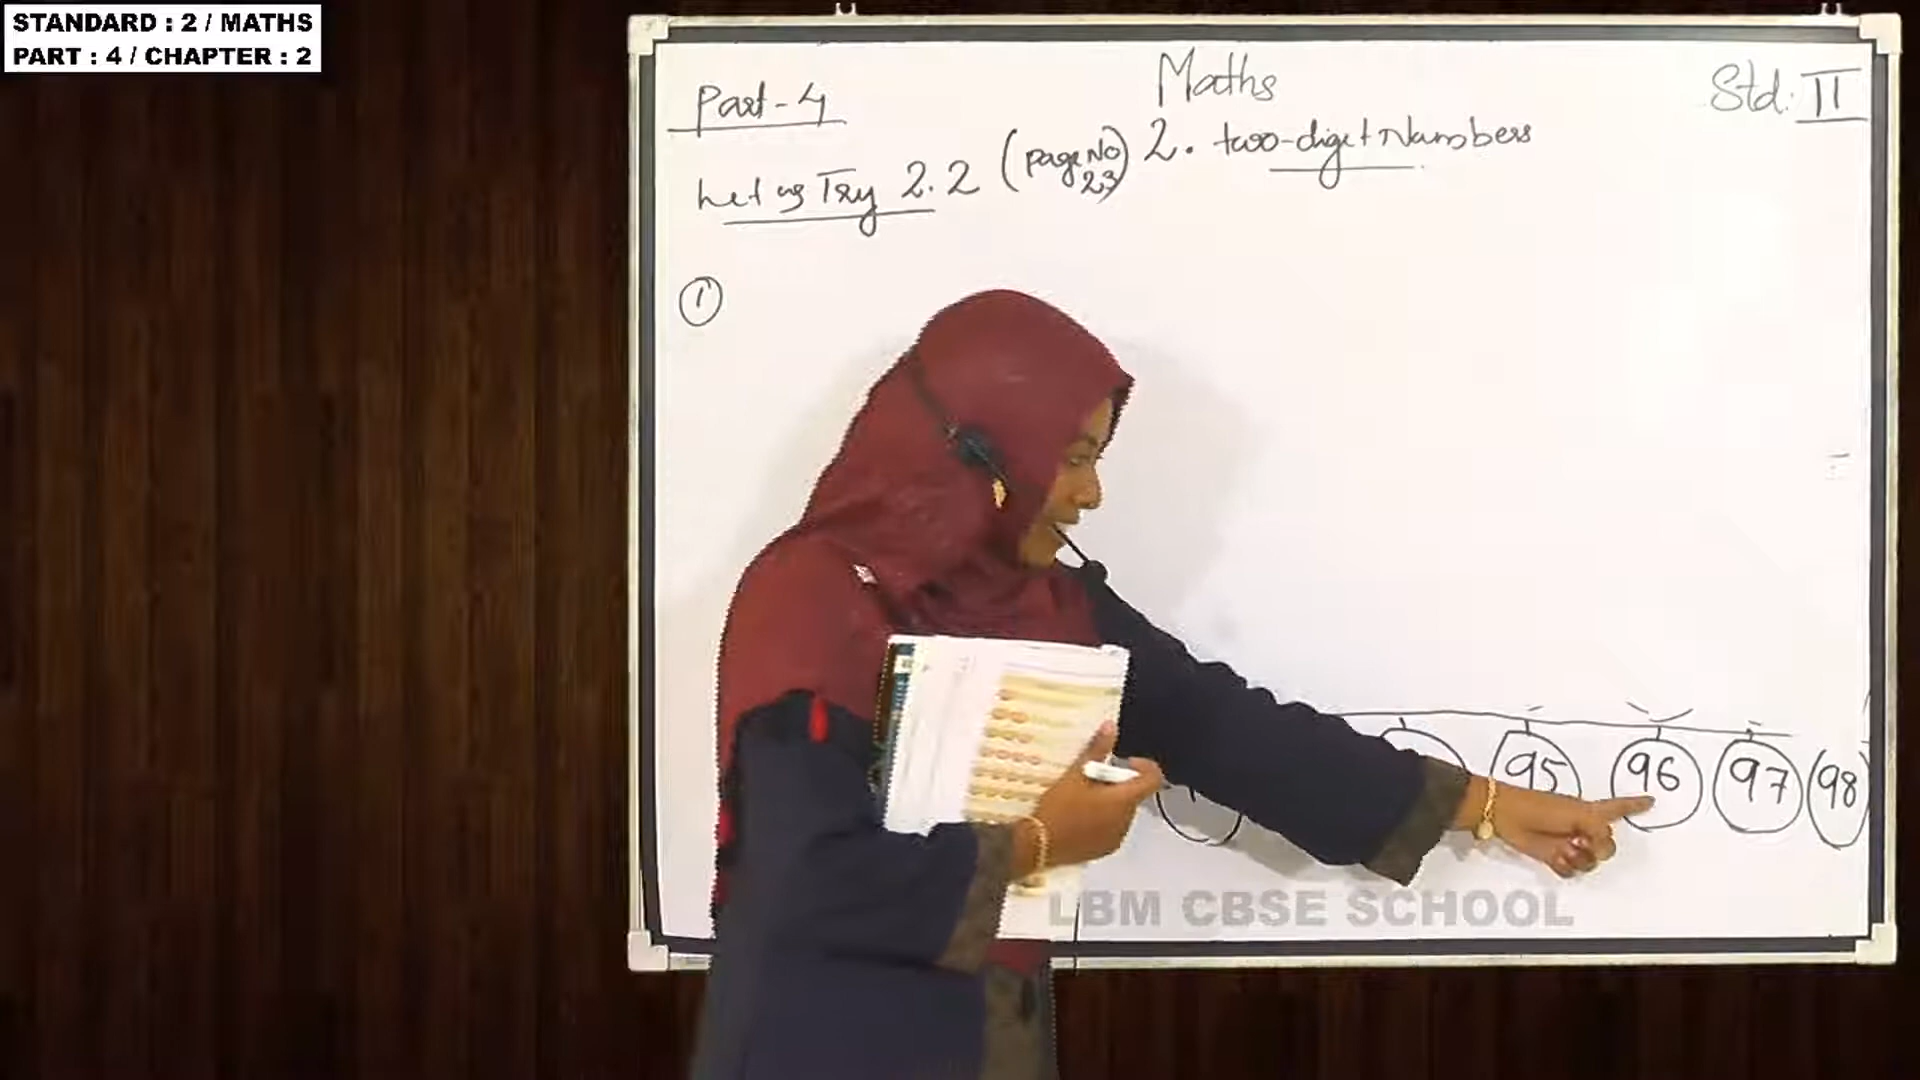 STANDARD : 2 / MATHS
PART : 4 / CHAPTER : 2
Maths
Std: II
Part - 4
2. two-diget Numbers
Let us Try 2.2 (page No 23)
1
95 96 97 98
LBM CBSE SCHOOL